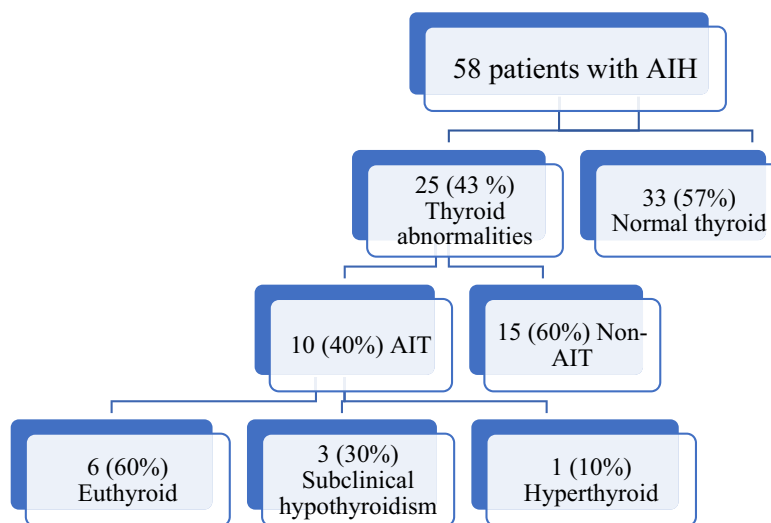 58 patients with AIH
25 (43 %)
Thyroid
abnormalities
33 (57%)
Normal thyroid
10 (40%) AIT
15 (60%) Non-
AIT
6 (60%)
Euthyroid
3 (30%)
Subclinical
hypothyroidism
1 (10%)
Hyperthyroid